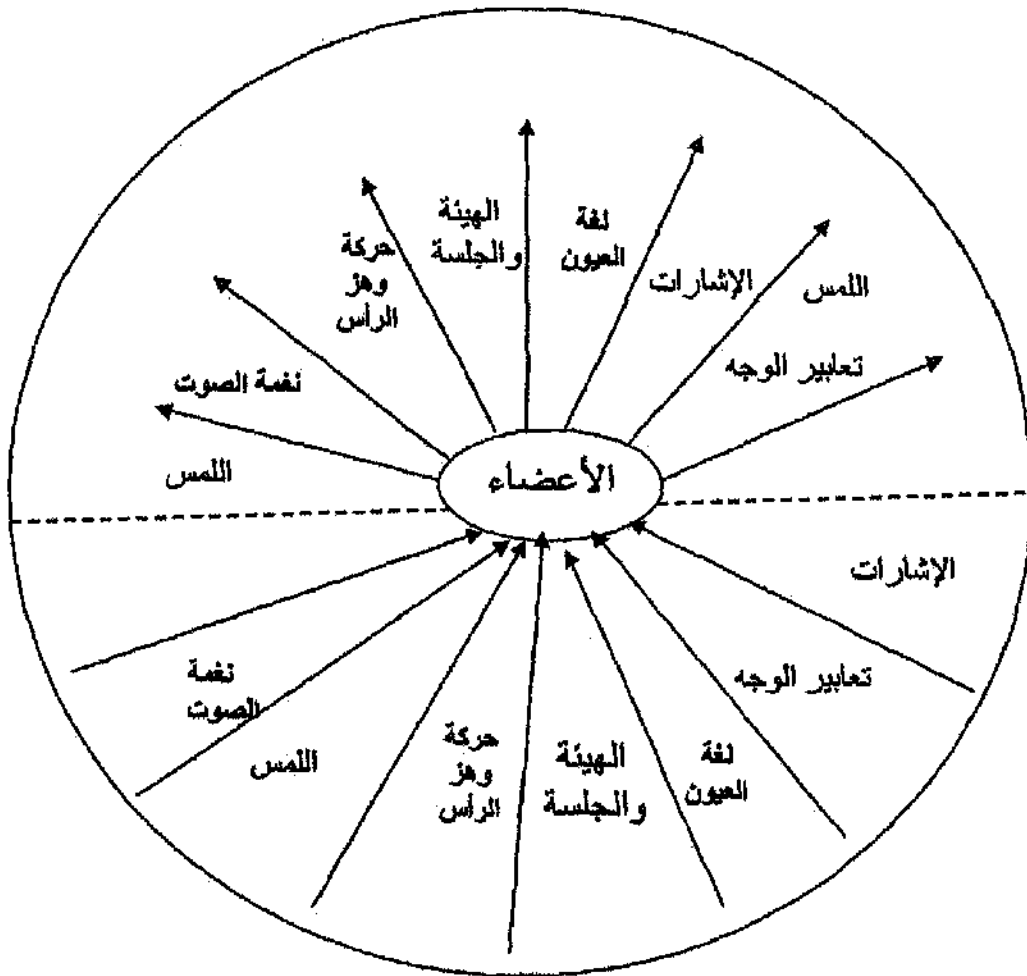 لغة
العيون
الهيئة
والجلسة
حركة
وهز
الرأس
الإشارات
اللمس
تعابير الوجه
نغمة الصوت
اللمس
الأعضاء
الإشارات
تعابير الوجه
لغة
العيون
الهيئة
والجلسة
حركة
وهز
الرأس
اللمس
نغمة
الصوت